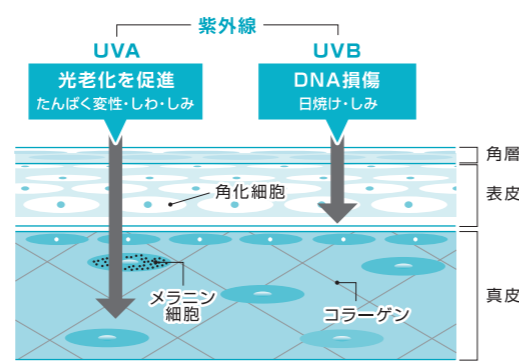 紫外線
UVA
光老化を促進
たんぱく変性・しわ・しみ
UVB
DNA損傷
日焼け・しみ
角層
表皮
角化細胞
真皮
メラニン
細胞
コラーゲン